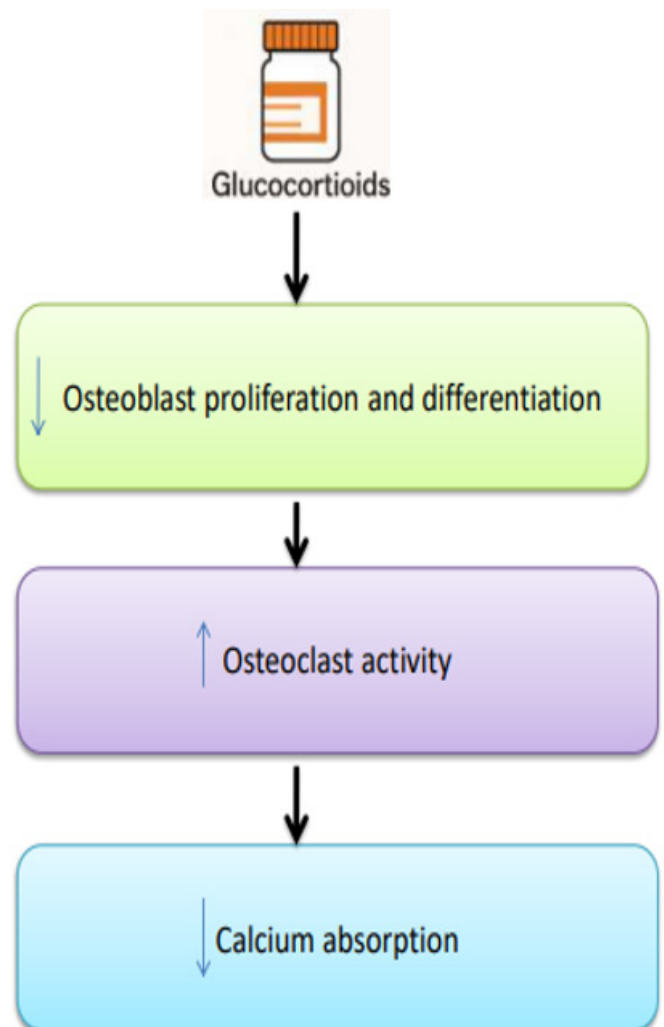 Glucocortioids
↓ Osteoblast proliferation and differentiation
↑ Osteoclast activity
↓ Calcium absorption